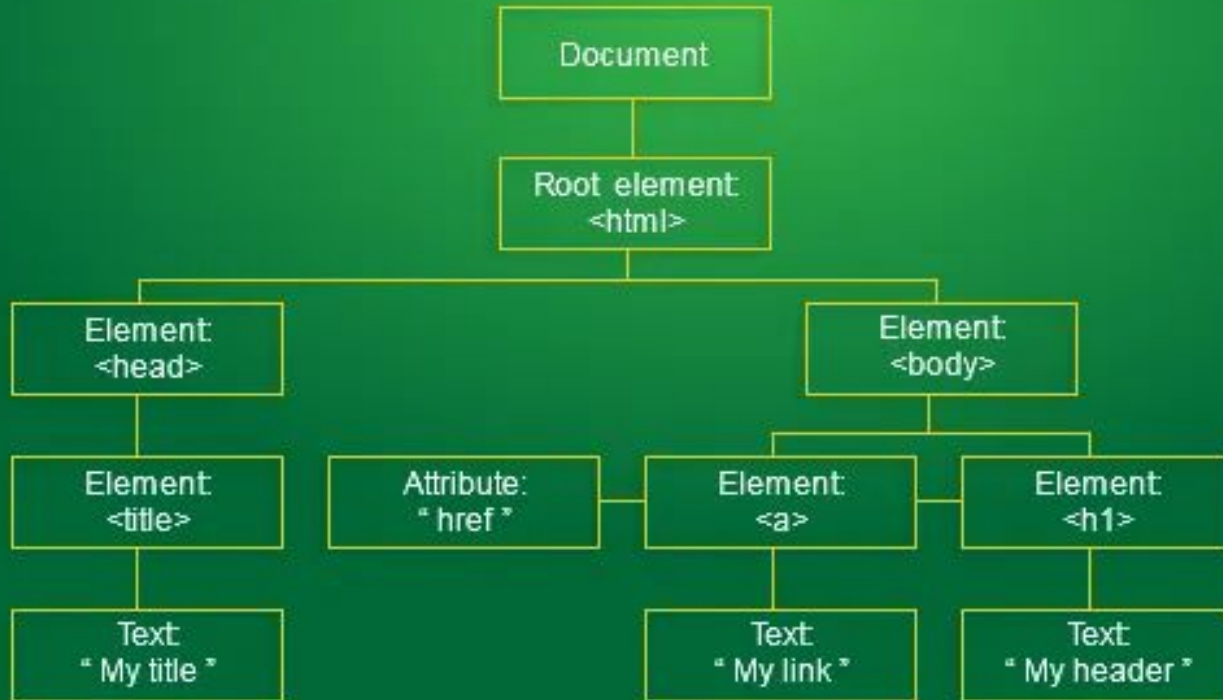 Document
Root element:
<html>
Element:
<head>
Element:
<body>
Element:
<title>
Attribute:
“ href ”
Element:
<a>
Element:
<h1>
Text:
“ My title ”
Text:
“ My link ”
Text:
“ My header ”